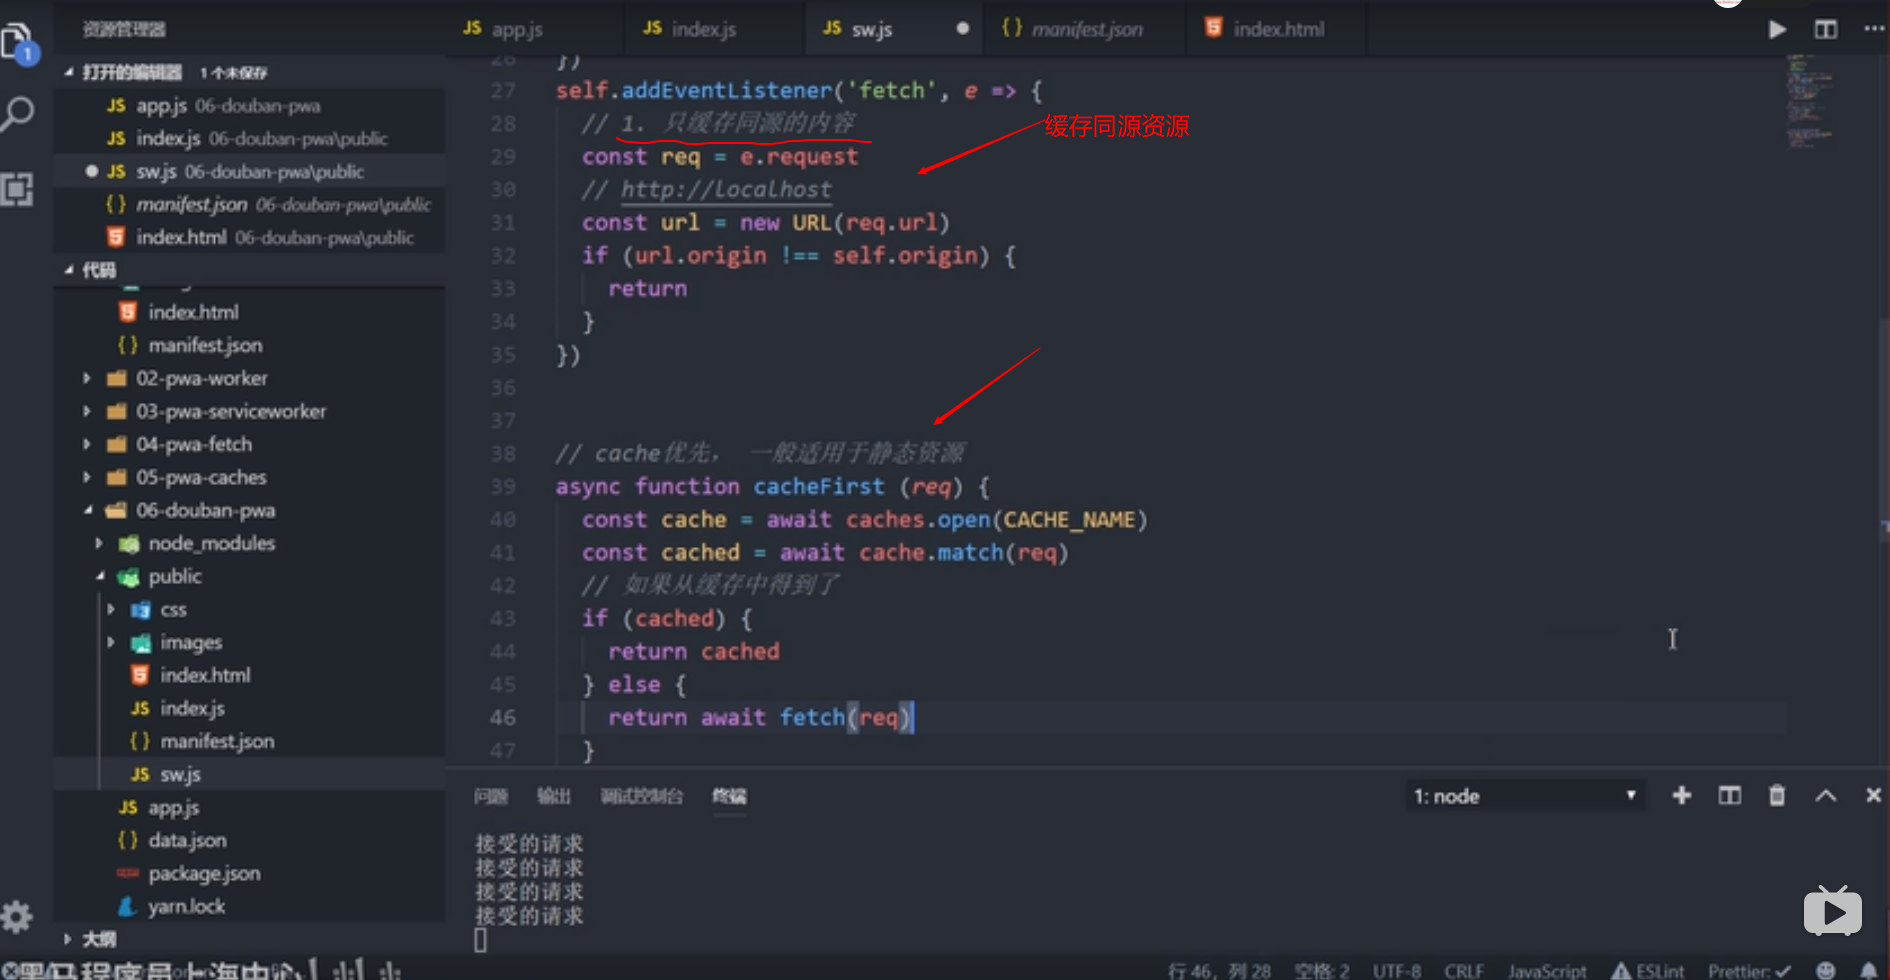 资源管理器
app.js
index.js
sw.js
manifest.json
index.html
1
打开的编辑器 1 个未保存
app.js 06-douban-pwa
index.js 06-douban-pwa\public
sw.js 06-douban-pwa\public
manifest.json 06-douban-pwa\public
index.html 06-douban-pwa\public
代码
index.html
manifest.json
02-pwa-worker
03-pwa-serviceworker
04-pwa-fetch
05-pwa-caches
06-douban-pwa
node_modules
public
css
images
index.html
index.js
manifest.json
sw.js
app.js
data.json
package.json
yarn.lock
大纲
26 })
27 self.addEventListener('fetch', e => {
28 // 1. 只缓存同源的内容
缓存同源资源
29 const req = e.request
30 // http://localhost
31 const url = new URL(req.url)
32 if (url.origin !== self.origin) {
33 return
34 }
35 })
36
37
38 // cache优先， 一般适用于静态资源
39 async function cacheFirst (req) {
40 const cache = await caches.open(CACHE_NAME)
41 const cached = await cache.match(req)
42 // 如果从缓存中得到了
43 if (cached) {
44 return cached
45 } else {
46 return await fetch(req)
47 }
问题 输出 调试控制台 终端
1: node
接受的请求
接受的请求
接受的请求
接受的请求
黑马程序员上海中心
行 46，列 28 空格: 2 UTF-8 CRLF JavaScript ESLint Prettier: ✓